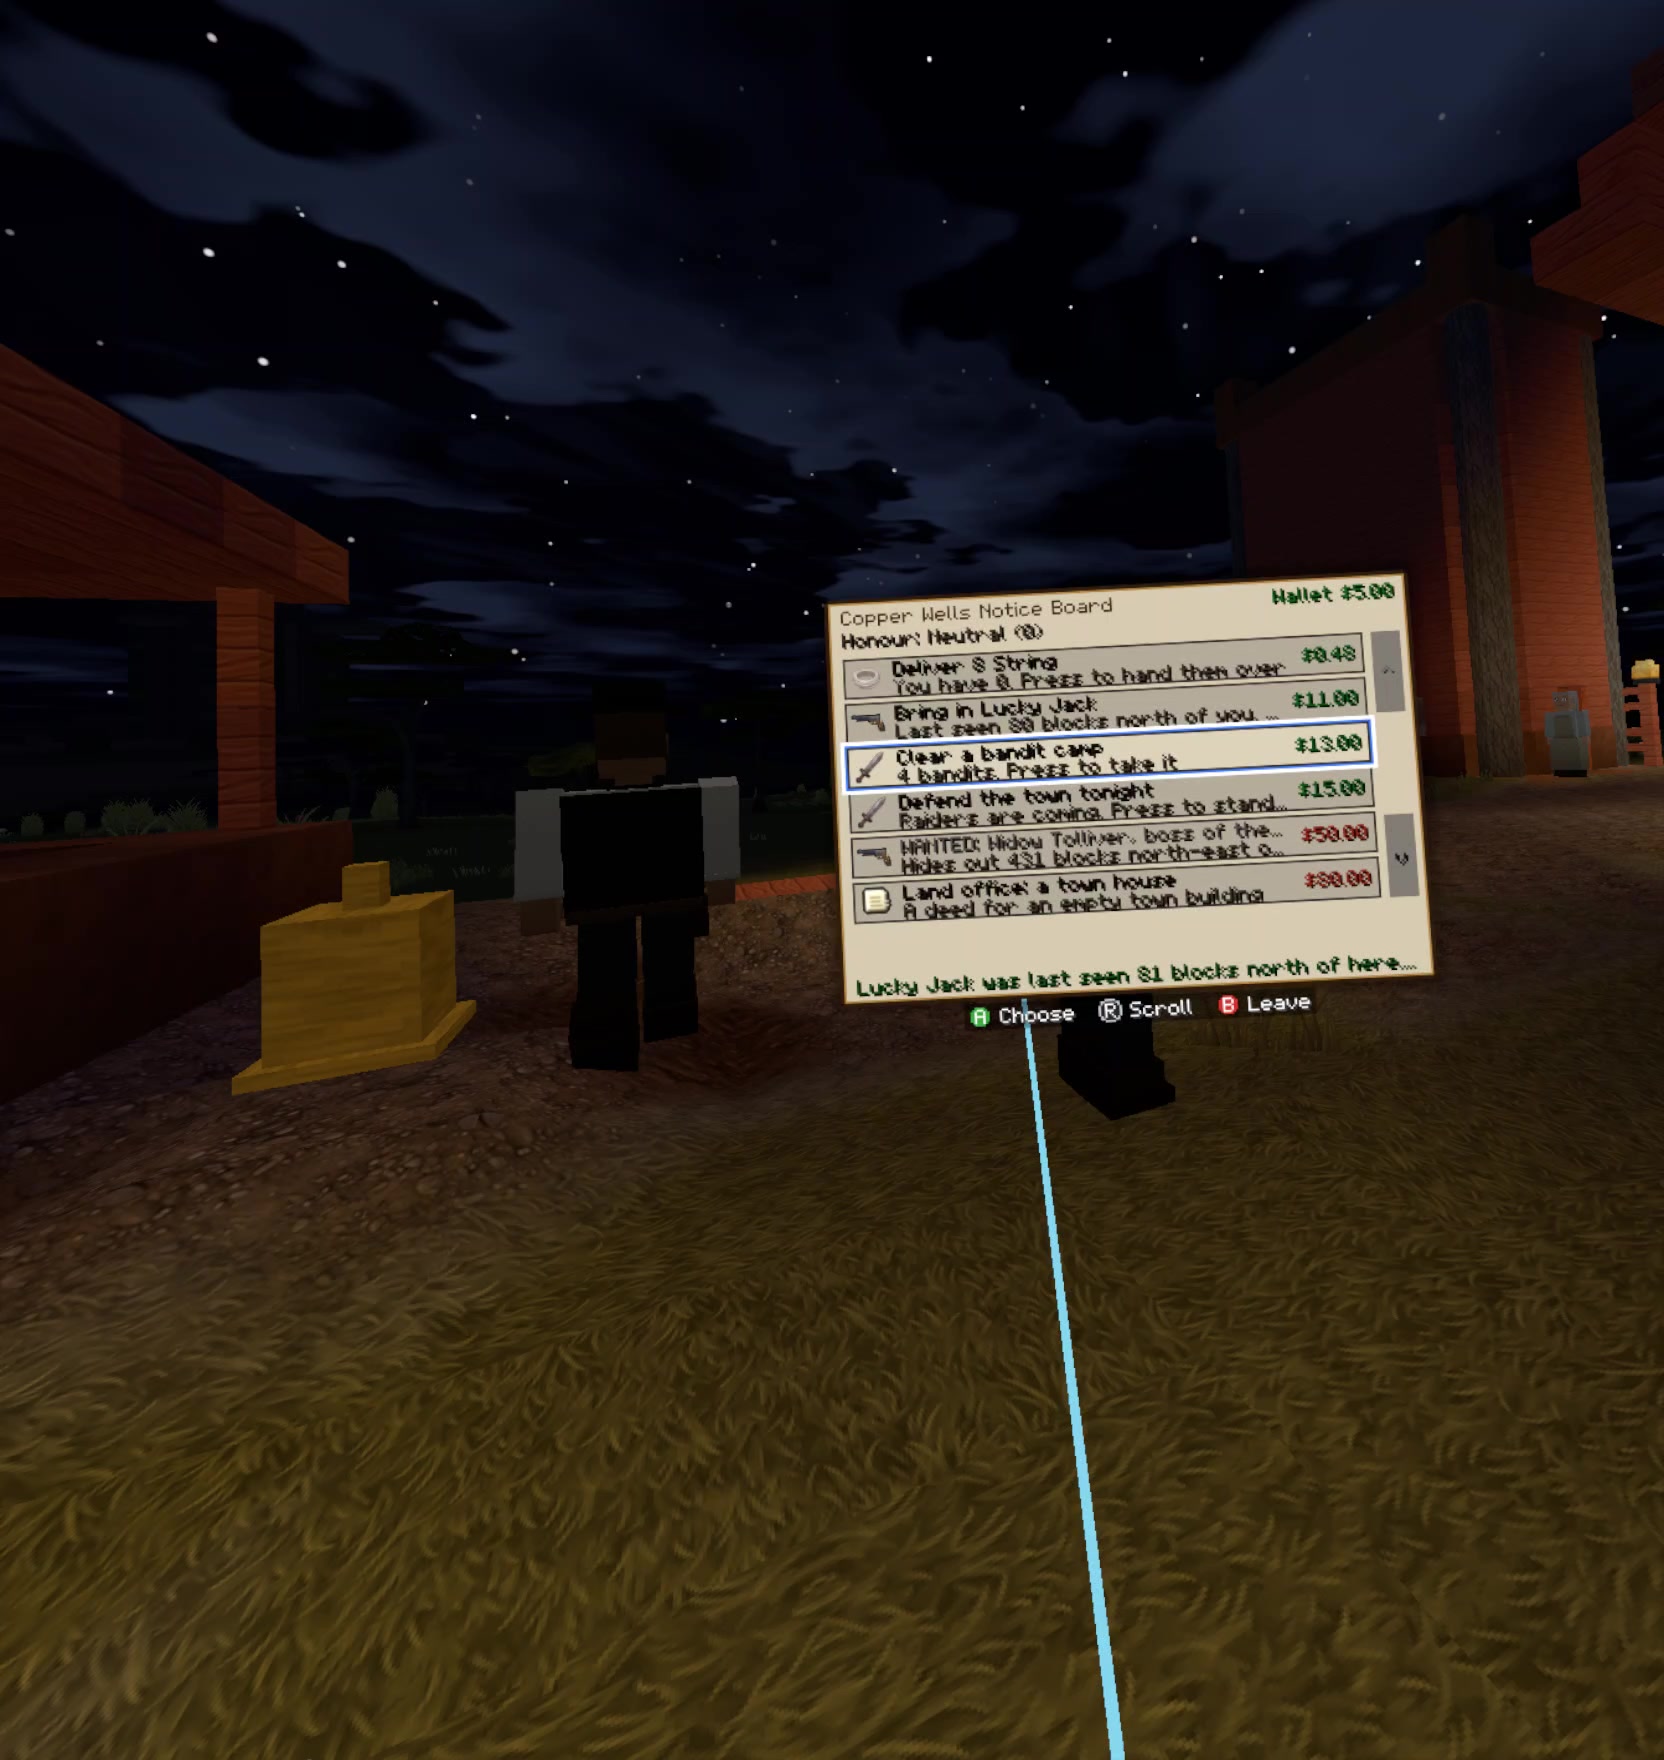 Copper Wells Notice Board
Wallet $5.00
Honour: Neutral (0)
Deliver 8 String
$0.48
You have 0. Press to hand them over
Bring in Lucky Jack
$11.00
Last seen 80 blocks north of you. ...
Clear a bandit camp
$13.00
4 bandits. Press to take it
Defend the town tonight
$15.00
Raiders are coming. Press to stand...
WANTED: Widow Tolliver, boss of the...
$50.00
Hides out 431 blocks north-east o...
Land office: a town house
$80.00
A deed for an empty town building
Lucky Jack was last seen 81 blocks north of here....
A Choose R Scroll B Leave